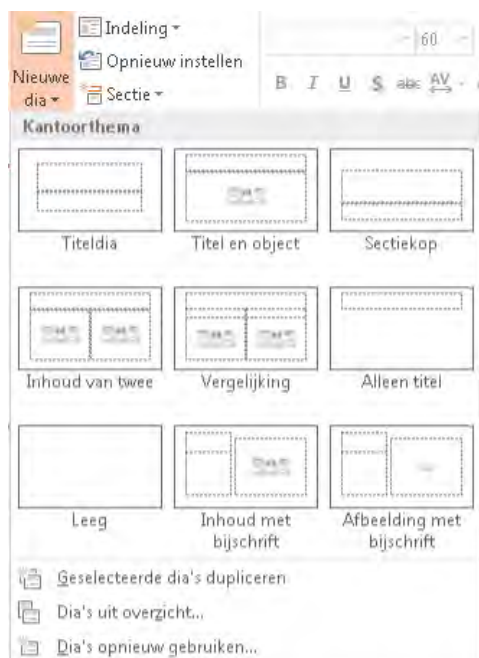 Indeling
60
Opnieuw instellen
Nieuwe
dia
Sectie
B I U S abc AV
Kantoorthema
Titeldia
Titel en object
Sectiekop
Inhoud van twee
Vergelijking
Alleen titel
Leeg
Inhoud met
bijschrift
Afbeelding met
bijschrift
Geselecteerde dia's dupliceren
Dia's uit overzicht...
Dia's opnieuw gebruiken...